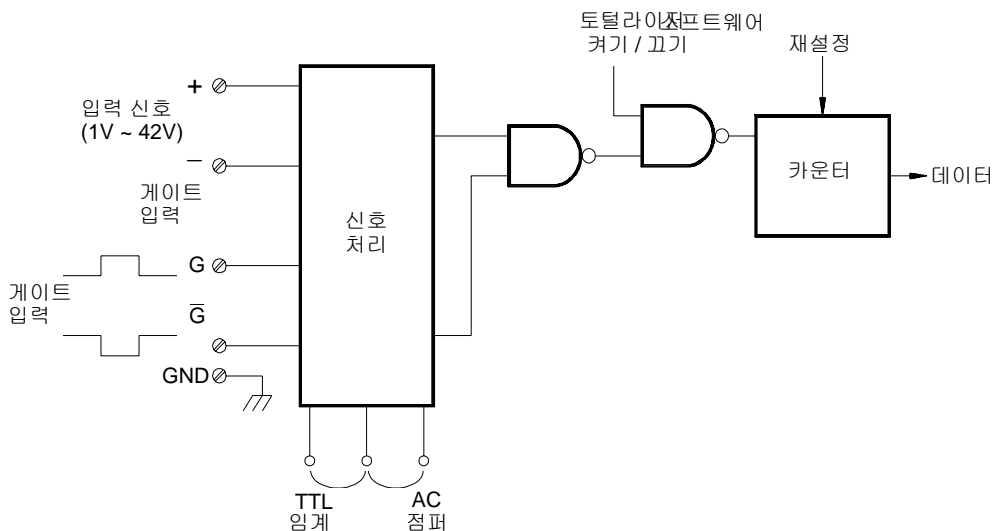 토털라이저 소프트웨어
켜기 / 끄기
재설정
+
입력 신호
(1V ~ 42V)
–
게이트
입력
신호
처리
카운터
데이터
G
게이트
입력
G̅
GND
TTL
임계
AC
점퍼